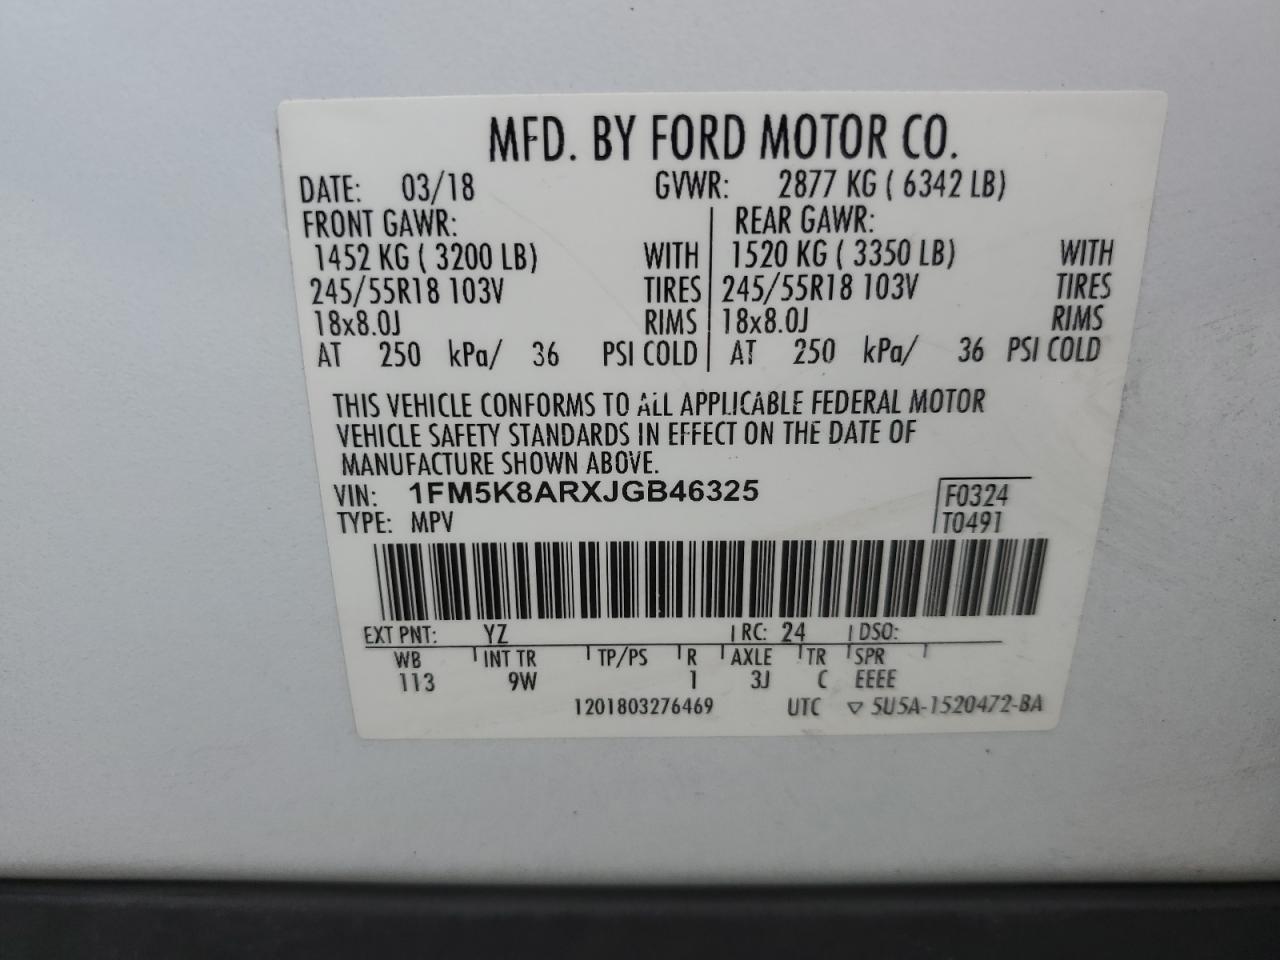 MFD. BY FORD MOTOR CO.
DATE: 03/18 GVWR: 2877 KG ( 6342 LB)
FRONT GAWR: REAR GAWR:
1452 KG ( 3200 LB) WITH 1520 KG ( 3350 LB) WITH
245/55R18 103V TIRES 245/55R18 103V TIRES
18x8.0J RIMS 18x8.0J RIMS
AT 250 kPa/ 36 PSI COLD AT 250 kPa/ 36 PSI COLD
THIS VEHICLE CONFORMS TO ALL APPLICABLE FEDERAL MOTOR
VEHICLE SAFETY STANDARDS IN EFFECT ON THE DATE OF
MANUFACTURE SHOWN ABOVE.
VIN: 1FM5K8ARXJGB46325 F0324
TYPE: MPV T0491
EXT PNT: YZ RC: 24 DSO:
WB INT TR TP/PS R AXLE TR SPR
113 9W 1 3J C EEEE
1201803276469 UTC ▽ 5U5A-1520472-BA